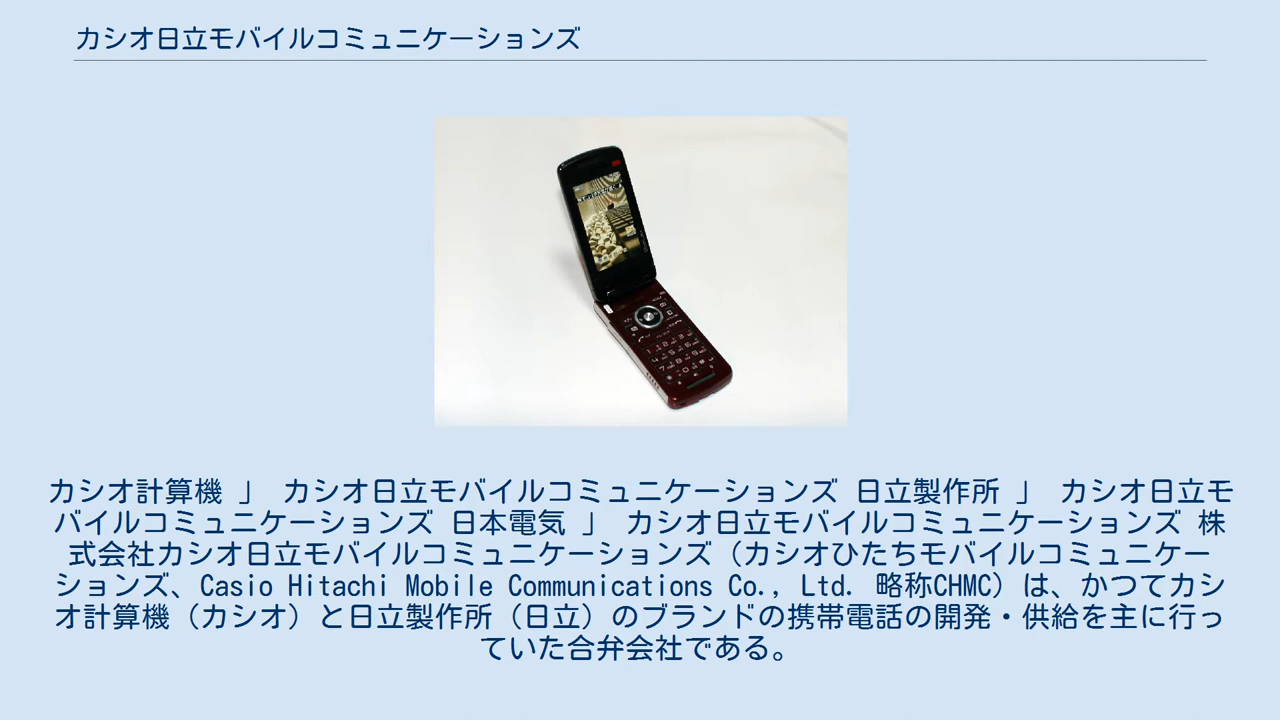 カシオ日立モバイルコミュニケーションズ
カシオ計算機 」 カシオ日立モバイルコミュニケーションズ 日立製作所 」 カシオ日立モ
バイルコミュニケーションズ 日本電気 」 カシオ日立モバイルコミュニケーションズ 株
式会社カシオ日立モバイルコミュニケーションズ（カシオひたちモバイルコミュニケー
ションズ、Casio Hitachi Mobile Communications Co., Ltd. 略称CHMC）は、かつてカシ
オ計算機（カシオ）と日立製作所（日立）のブランドの携帯電話の開発・供給を主に行っ
ていた合弁会社である。